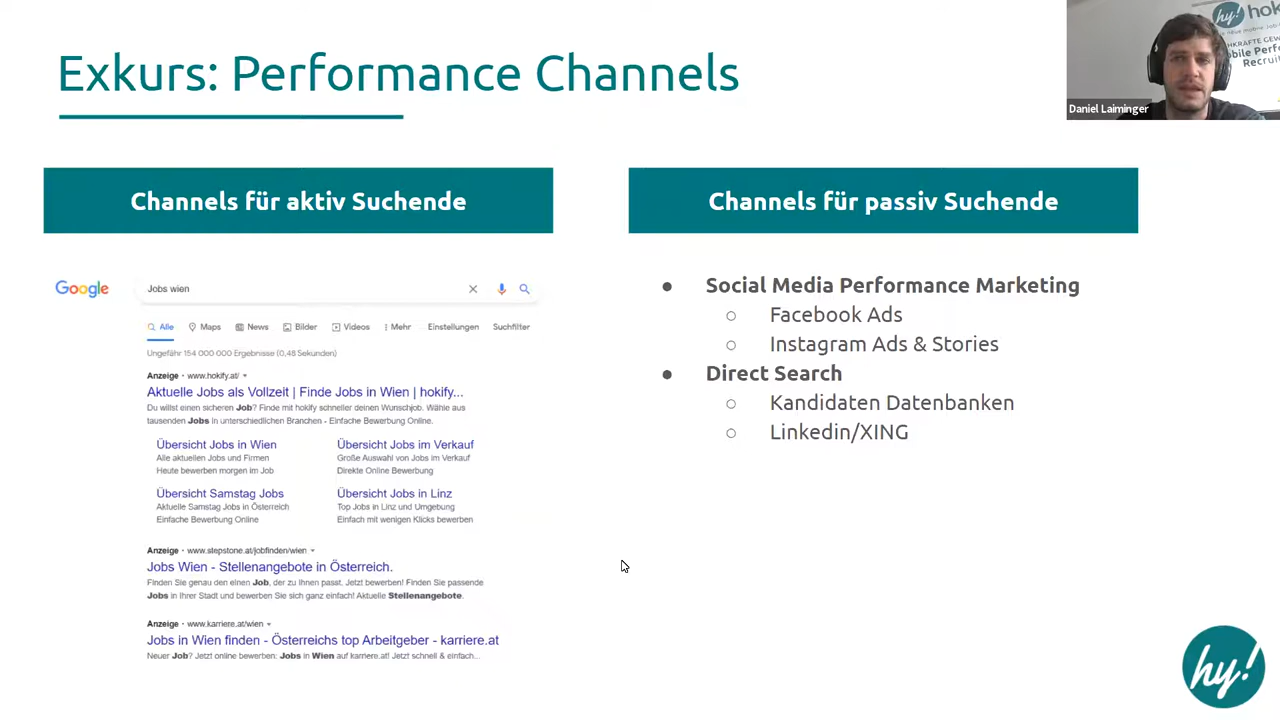 Exkurs: Performance Channels
hy! hok
Daniel Laiminger
Channels für aktiv Suchende
Google
Jobs wien
Alle Maps News Bilder Videos Mehr Einstellungen Suchfilter
Ungefähr 154 000 000 Ergebnisse (0,48 Sekunden)
Anzeige · www.hokify.at/
Aktuelle Jobs als Vollzeit | Finde Jobs in Wien | hokify...
Du willst einen sicheren Job? Finde mit hokify schneller deinen Wunschjob. Wähle aus
tausenden Jobs in unterschiedlichen Branchen - Einfache Bewerbung Online.
Übersicht Jobs in Wien
Alle aktuellen Jobs und Firmen
Heute bewerben morgen im Job
Übersicht Jobs im Verkauf
Große Auswahl von Jobs im Verkauf
Direkte Online Bewerbung
Übersicht Samstag Jobs
Aktuelle Samstag Jobs in Österreich
Einfache Bewerbung Online
Übersicht Jobs in Linz
Top Jobs in Linz und Umgebung
Einfach mit wenigen Klicks bewerben
Anzeige · www.stepstone.at/jobfinden/wien
Jobs Wien - Stellenangebote in Österreich.
Finden Sie genau den einen Job, der zu Ihnen passt. Jetzt bewerben! Finden Sie passende
Jobs in Ihrer Stadt und bewerben Sie sich ganz einfach! Aktuelle Stellenangebote.
Anzeige · www.karriere.at/wien
Jobs in Wien finden - Österreichs top Arbeitgeber - karriere.at
Neuer Job? Jetzt online bewerben: Jobs in Wien auf karriere.at! Jetzt schnell & einfach...
Channels für passiv Suchende
● Social Media Performance Marketing
○ Facebook Ads
○ Instagram Ads & Stories
● Direct Search
○ Kandidaten Datenbanken
○ Linkedin/XING
hy!